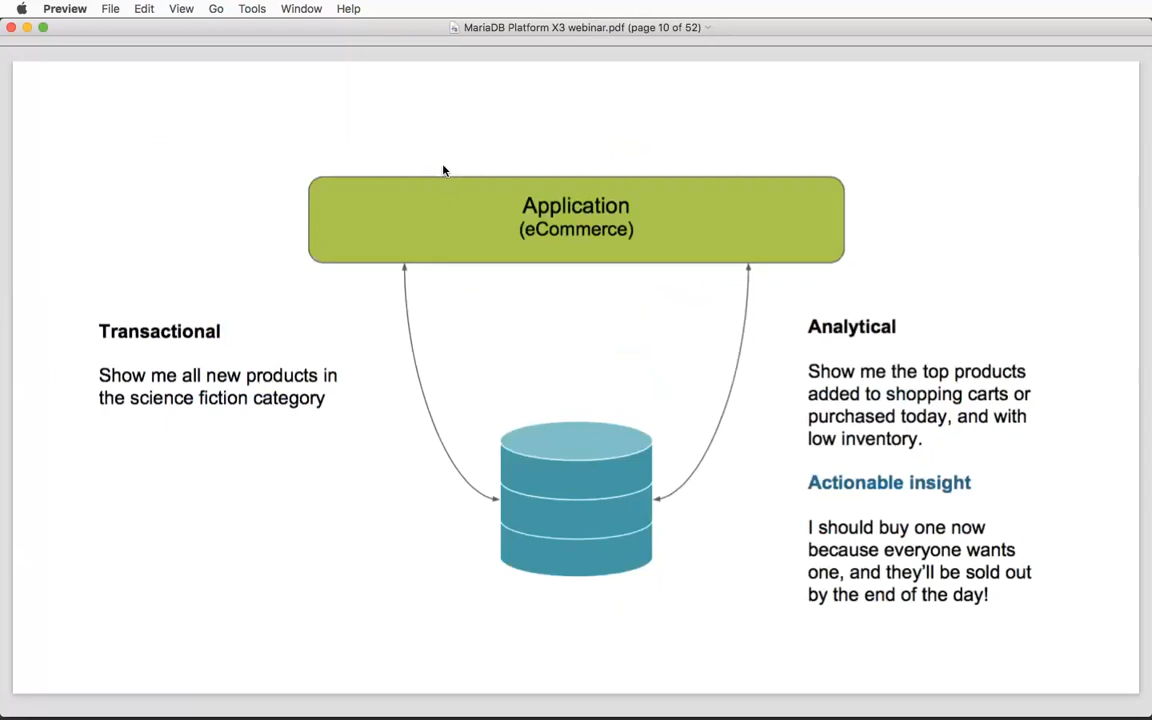 Preview File Edit View Go Tools Window Help
MariaDB Platform X3 webinar.pdf (page 10 of 52)
Application
(eCommerce)
Transactional
Show me all new products in
the science fiction category
Analytical
Show me the top products
added to shopping carts or
purchased today, and with
low inventory.
Actionable insight
I should buy one now
because everyone wants
one, and they'll be sold out
by the end of the day!